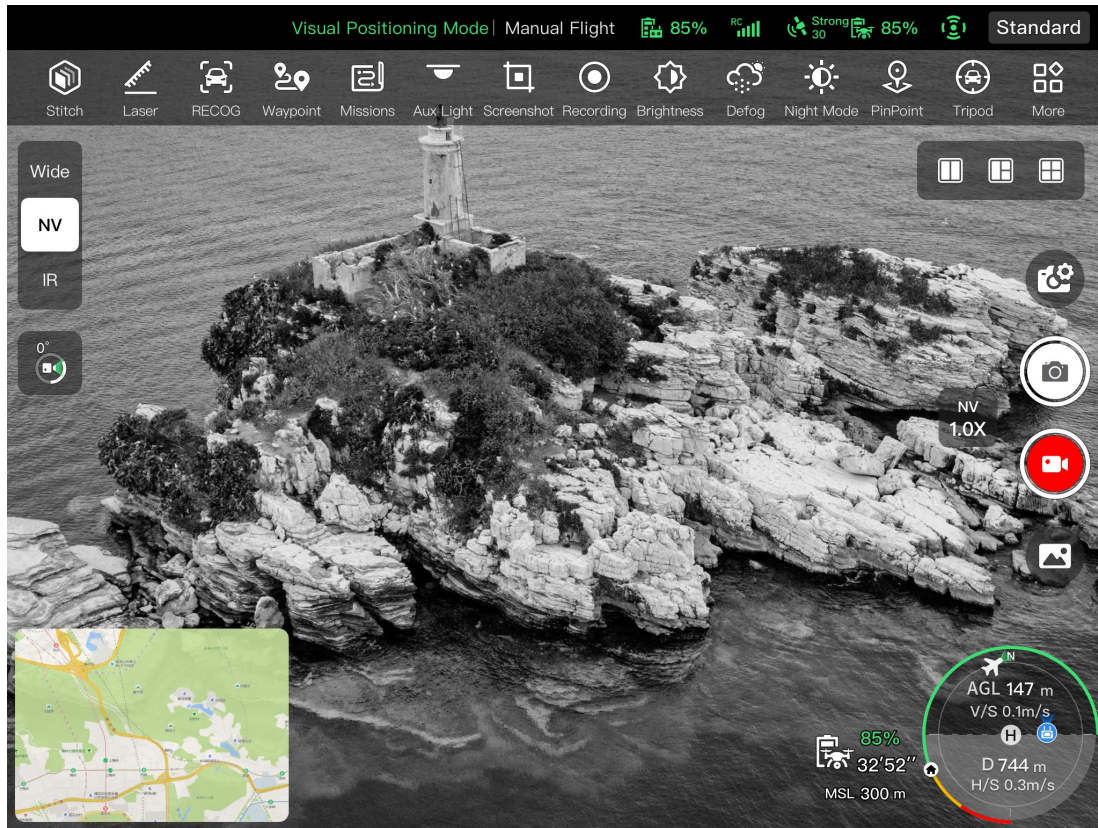 Visual Positioning Mode | Manual Flight 85% RC Strong 30 85% Standard
Stitch Laser RECOG Waypoint Missions Aux Light Screenshot Recording Brightness Defog Night Mode PinPoint Tripod More
Wide
NV
IR
0°
NV
1.0X
N
AGL 147 m
V/S 0.1m/s
H
D 744 m
H/S 0.3m/s
85%
32'52''
MSL 300 m